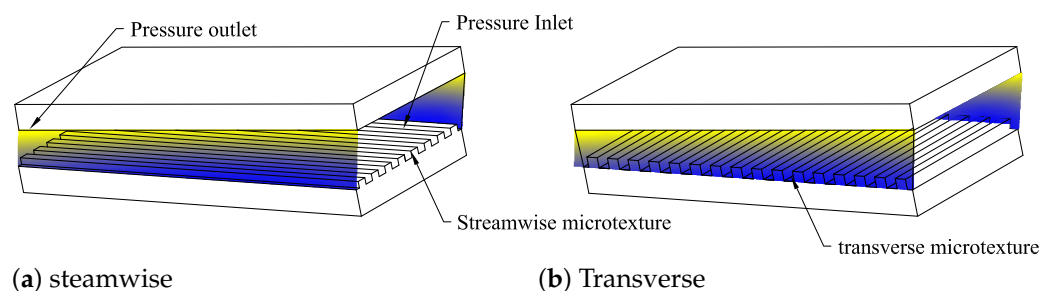 Pressure outlet
Pressure Inlet
Streamwise microtexture
transverse microtexture
(a) steamwise
(b) Transverse